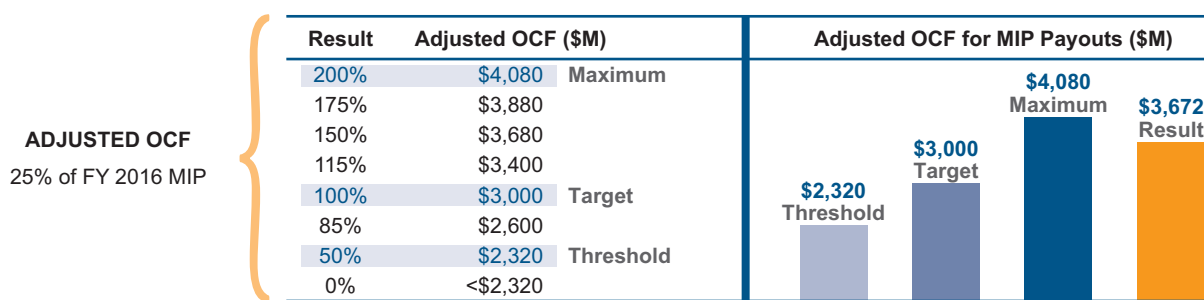 Result Adjusted OCF ($M)
200% $4,080 Maximum
175% $3,880
150% $3,680
115% $3,400
100% $3,000 Target
85% $2,600
50% $2,320 Threshold
0% <$2,320
ADJUSTED OCF
25% of FY 2016 MIP
Adjusted OCF for MIP Payouts ($M)
$2,320
Threshold
$3,000
Target
$4,080
Maximum
$3,672
Result